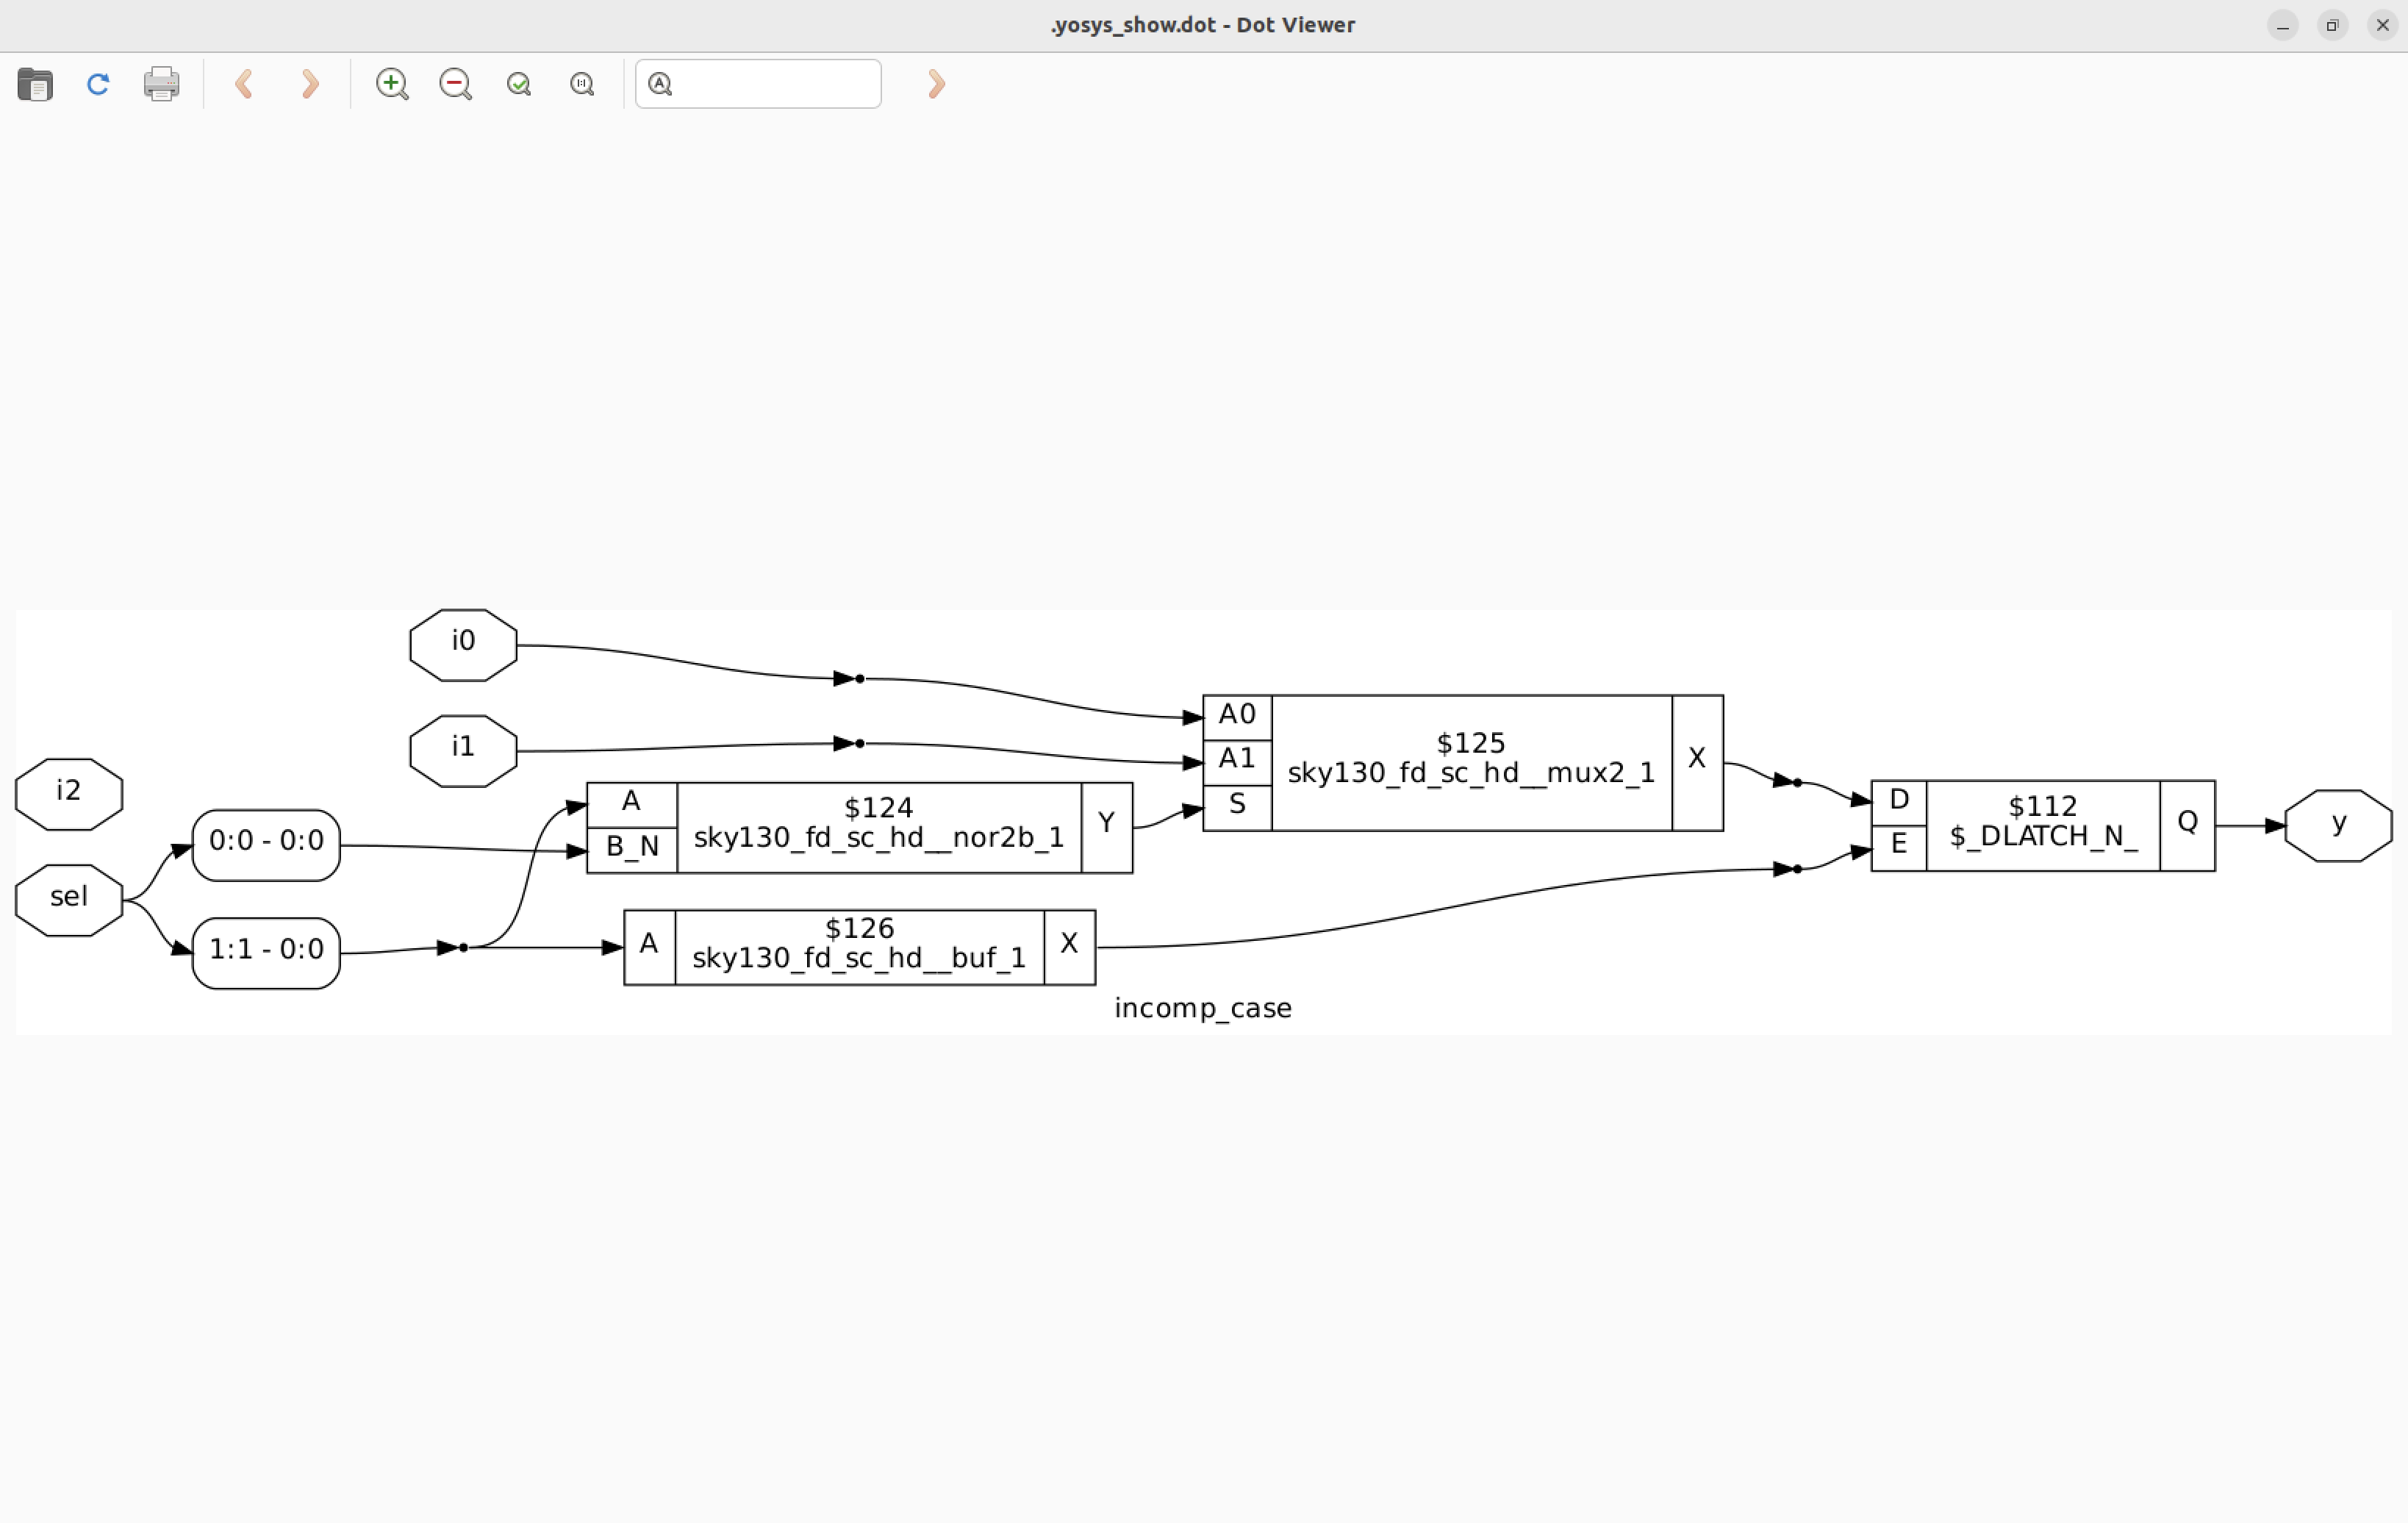 .yosys_show.dot - Dot Viewer
i0
i1
i2
sel
0:0 - 0:0
1:1 - 0:0
A
B_N
$124
sky130_fd_sc_hd__nor2b_1
Y
A
$126
sky130_fd_sc_hd__buf_1
X
A0
A1
S
$125
sky130_fd_sc_hd__mux2_1
X
D
E
$112
$_DLATCH_N_
Q
y
incomp_case